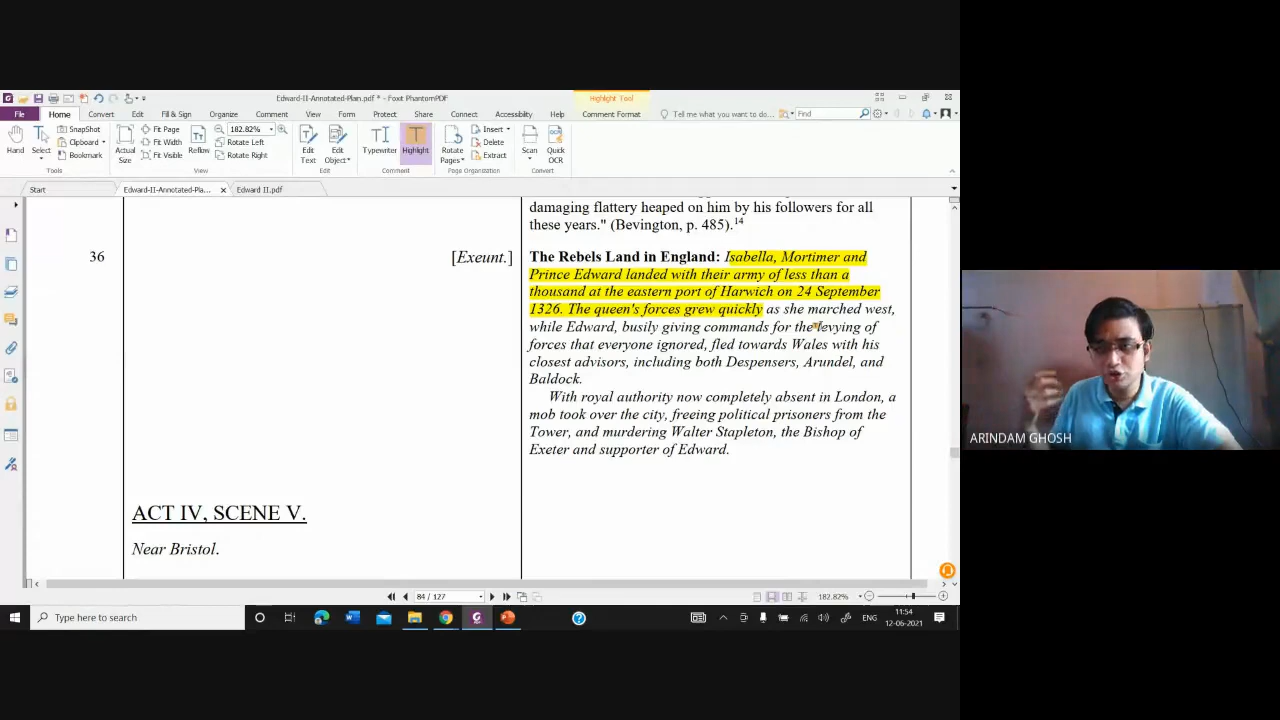 Edward-II-Annotated-Plan.pdf * - Foxit PhantomPDF
Highlight Tool
File Home Convert Edit Fill & Sign Organize Comment View Form Protect Share Connect Accessibility Help Comment Format Tell me what you want to do... Find
Hand
Select
SnapShot
Clipboard
Bookmark
Tools
Actual Size
Fit Page
Fit Width
Fit Visible
Reflow
182.82%
Rotate Left
Rotate Right
View
Edit Text
Edit Object
Edit
Typewriter
Highlight
Comment
Rotate Pages
Insert
Delete
Extract
Page Organization
Scan
Quick OCR
Convert
Start
Edward-II-Annotated-Pla...
Edward II.pdf
damaging flattery heaped on him by his followers for all
these years." (Bevington, p. 485).14
36
[Exeunt.]
The Rebels Land in England: Isabella, Mortimer and
Prince Edward landed with their army of less than a
thousand at the eastern port of Harwich on 24 September
1326. The queen's forces grew quickly as she marched west,
while Edward, busily giving commands for the levying of
forces that everyone ignored, fled towards Wales with his
closest advisors, including both Despensers, Arundel, and
Baldock.
With royal authority now completely absent in London, a
mob took over the city, freeing political prisoners from the
Tower, and murdering Walter Stapleton, the Bishop of
Exeter and supporter of Edward.
ACT IV, SCENE V.
Near Bristol.
84 / 127
182.82%
Type here to search
ENG
11:54
12-06-2021
ARINDAM GHOSH